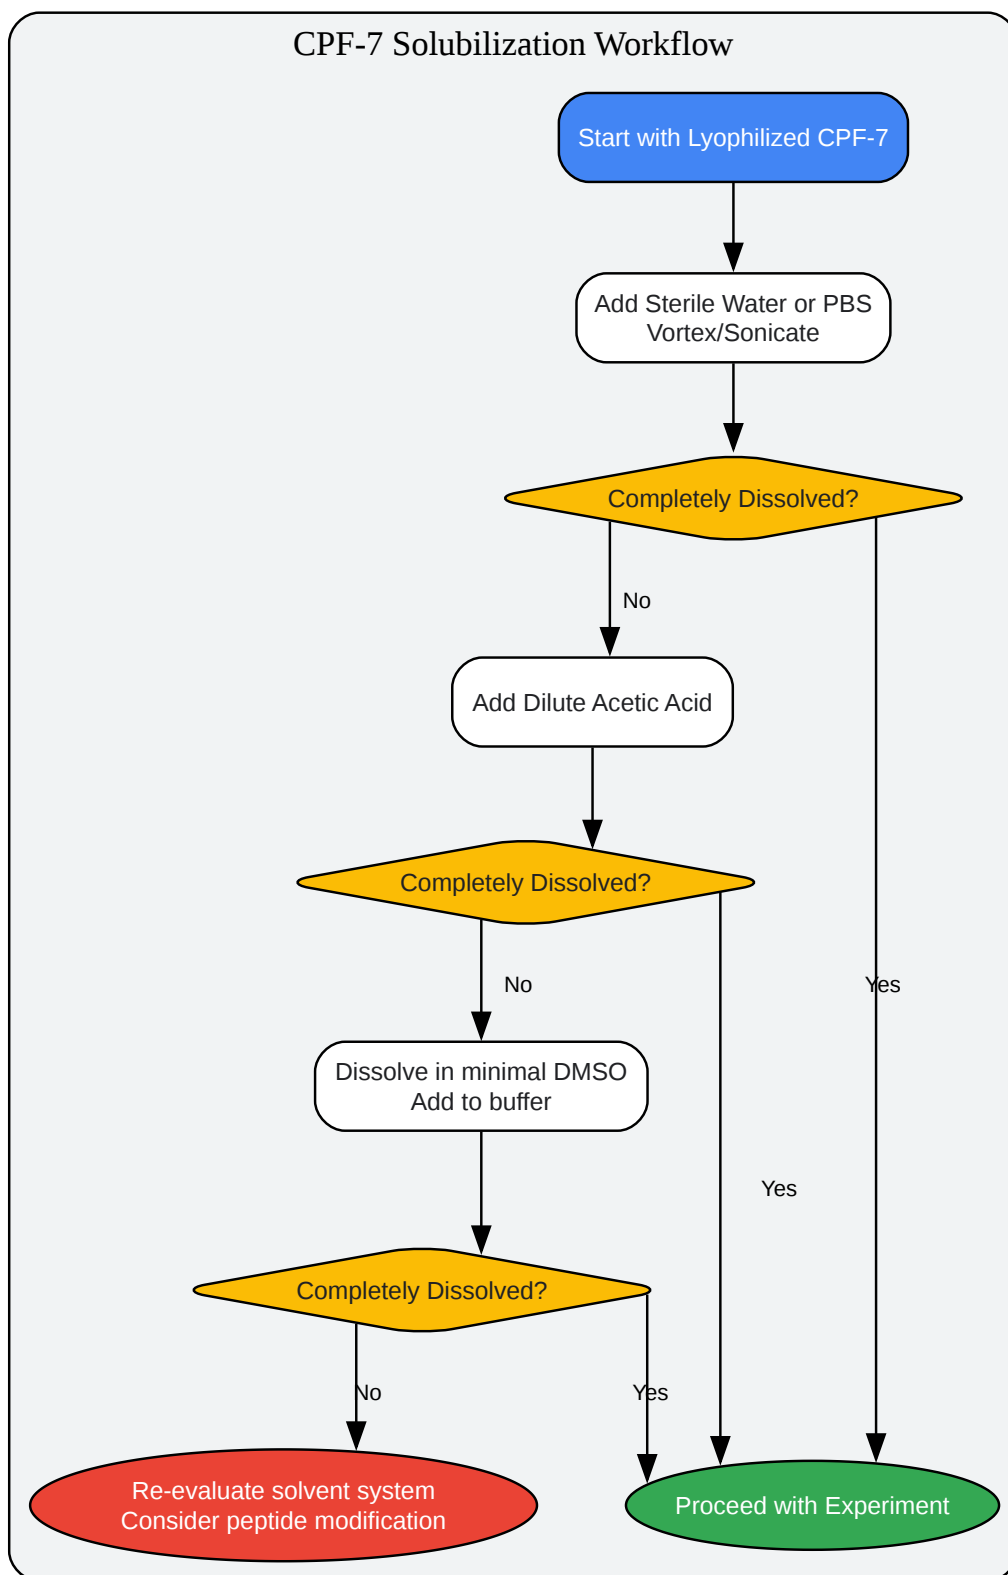 CPF-7 Solubilization Workflow
Start with Lyophilized CPF-7
Add Sterile Water or PBS
Vortex/Sonicate
Completely Dissolved?
No
Add Dilute Acetic Acid
Completely Dissolved?
No
Yes
Dissolve in minimal DMSO
Add to buffer
Yes
Completely Dissolved?
No
Yes
Re-evaluate solvent system
Consider peptide modification
Proceed with Experiment